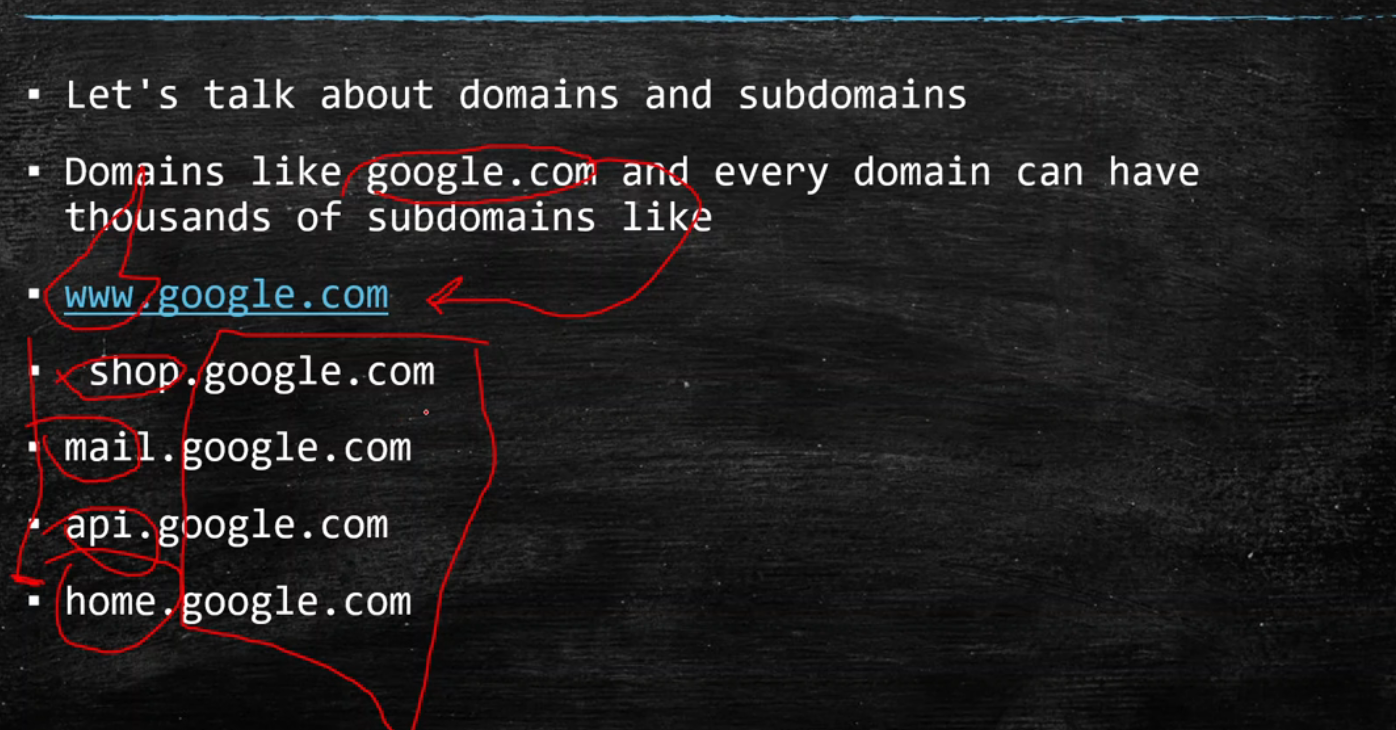 ▪ Let's talk about domains and subdomains
▪ Domains like google.com and every domain can have
thousands of subdomains like
▪ www.google.com
▪ shop.google.com
▪ mail.google.com
▪ api.google.com
▪ home.google.com